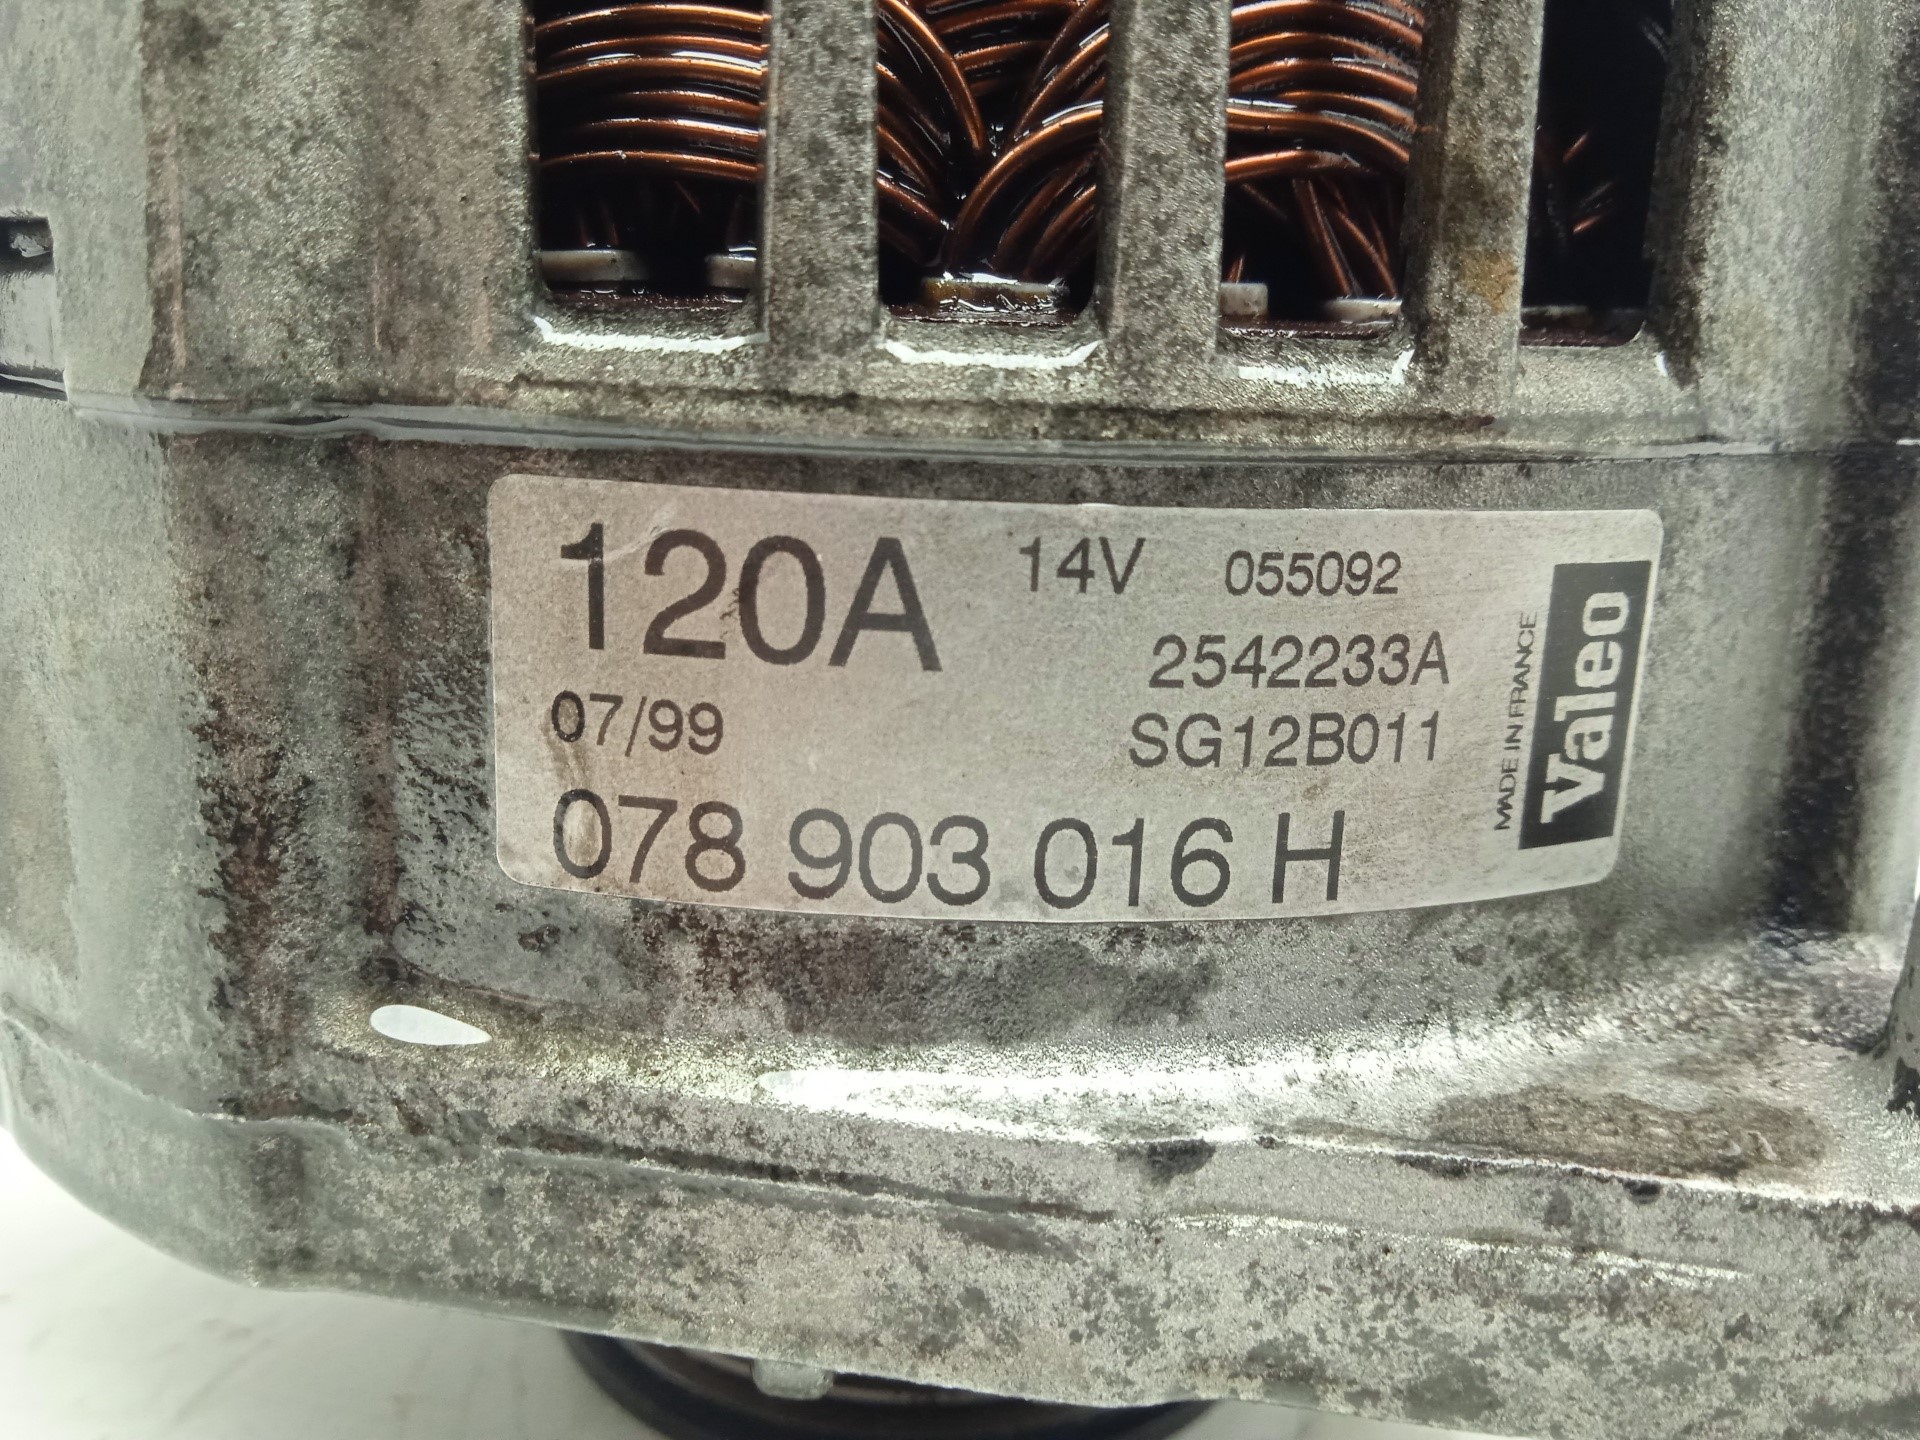 120A 14V 055092
2542233A
07/99 SG12B011
078 903 016 H
MADE IN FRANCE
Valeo